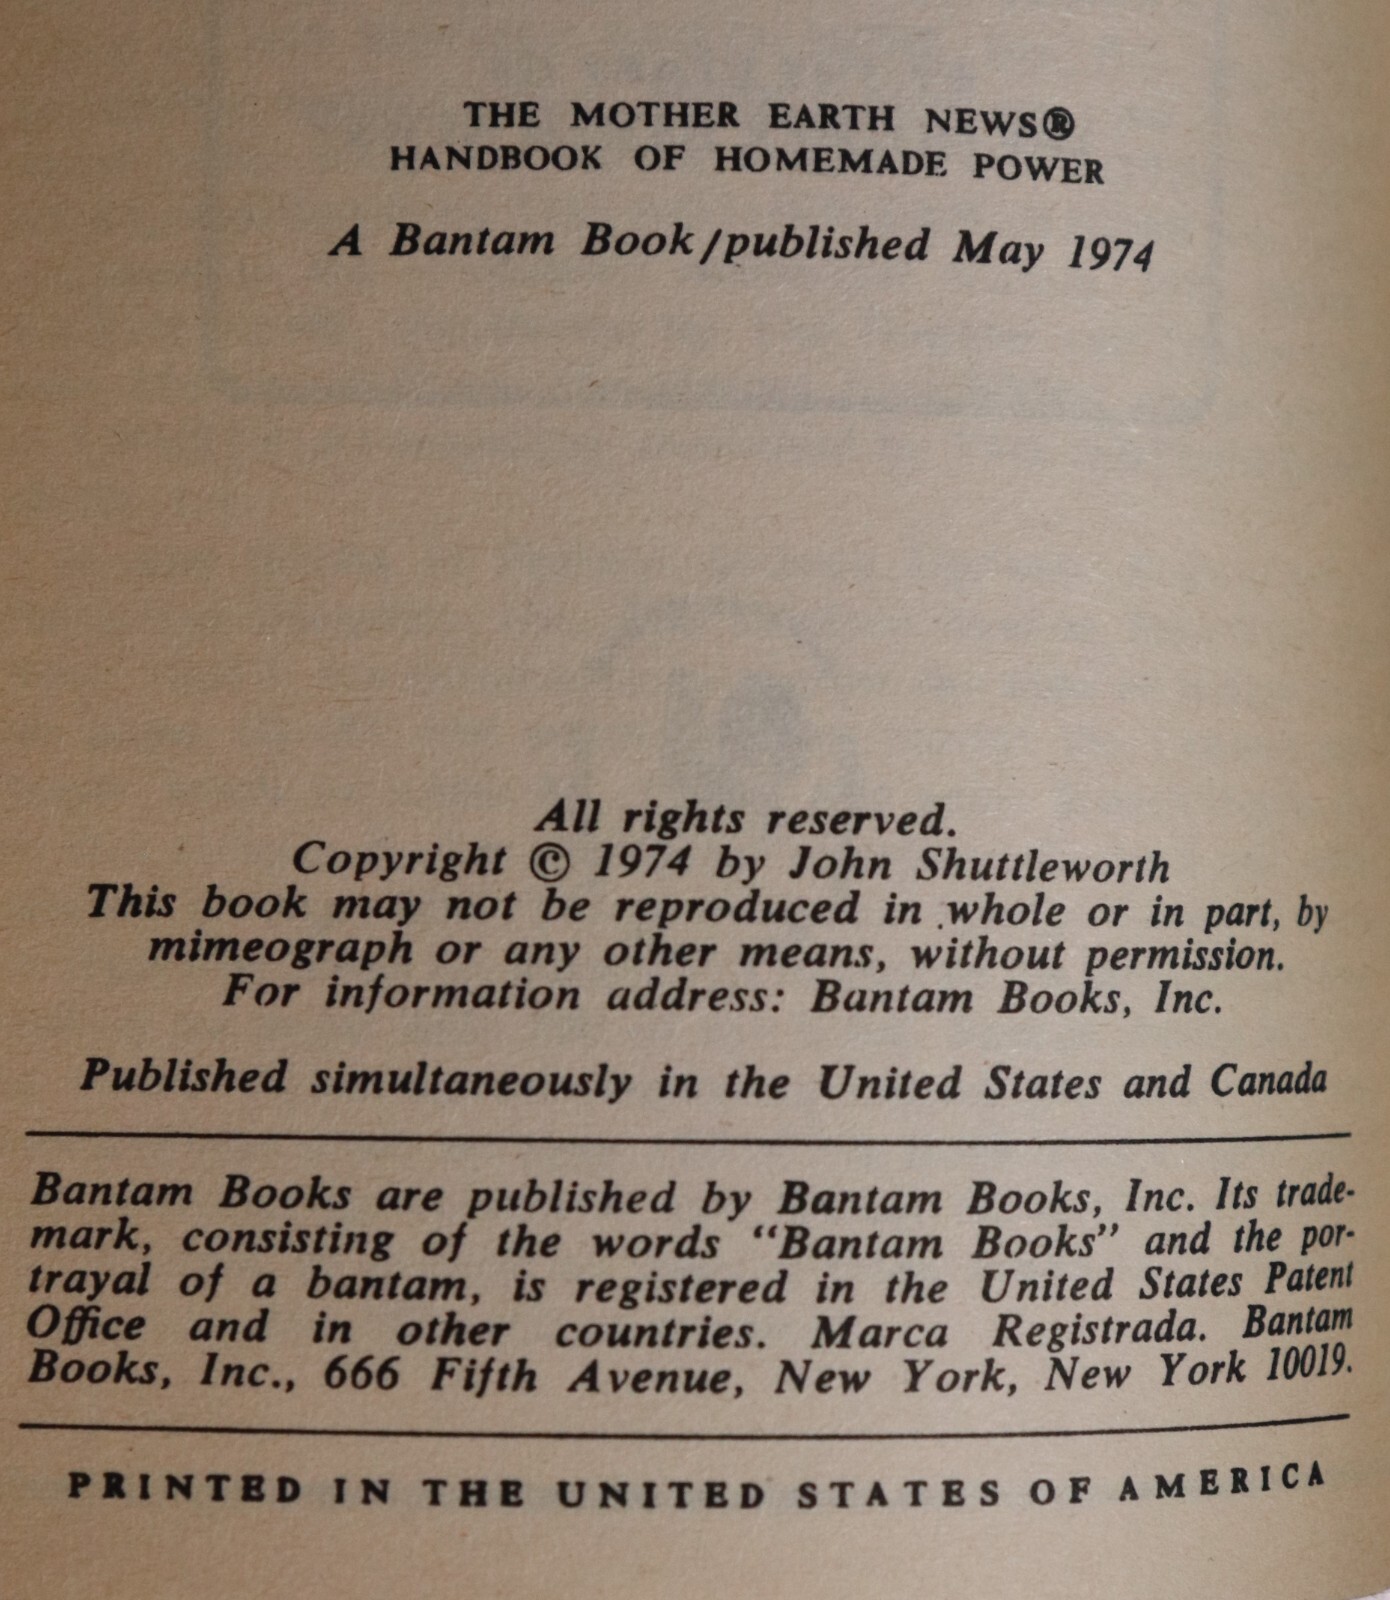 THE MOTHER EARTH NEWS®
HANDBOOK OF HOMEMADE POWER
A Bantam Book/published May 1974
All rights reserved.
Copyright © 1974 by John Shuttleworth
This book may not be reproduced in whole or in part, by
mimeograph or any other means, without permission.
For information address: Bantam Books, Inc.
Published simultaneously in the United States and Canada
Bantam Books are published by Bantam Books, Inc. Its trade-
mark, consisting of the words “Bantam Books” and the por-
trayal of a bantam, is registered in the United States Patent
Office and in other countries. Marca Registrada. Bantam
Books, Inc., 666 Fifth Avenue, New York, New York 10019.
PRINTED IN THE UNITED STATES OF AMERICA